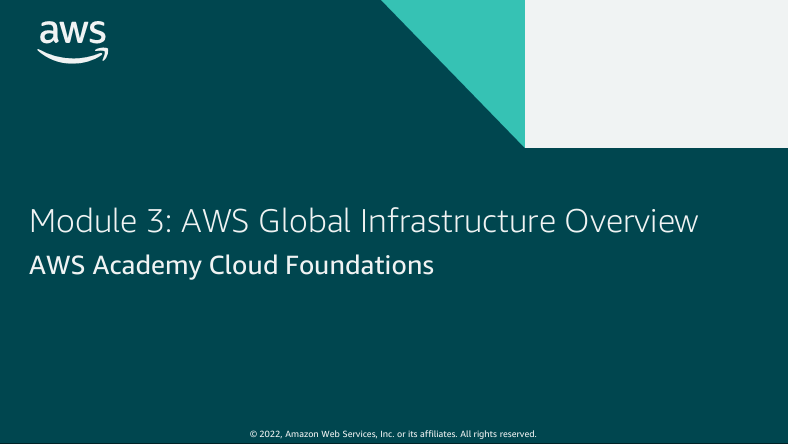 aws
Module 3: AWS Global Infrastructure Overview
AWS Academy Cloud Foundations
© 2022, Amazon Web Services, Inc. or its affiliates. All rights reserved.